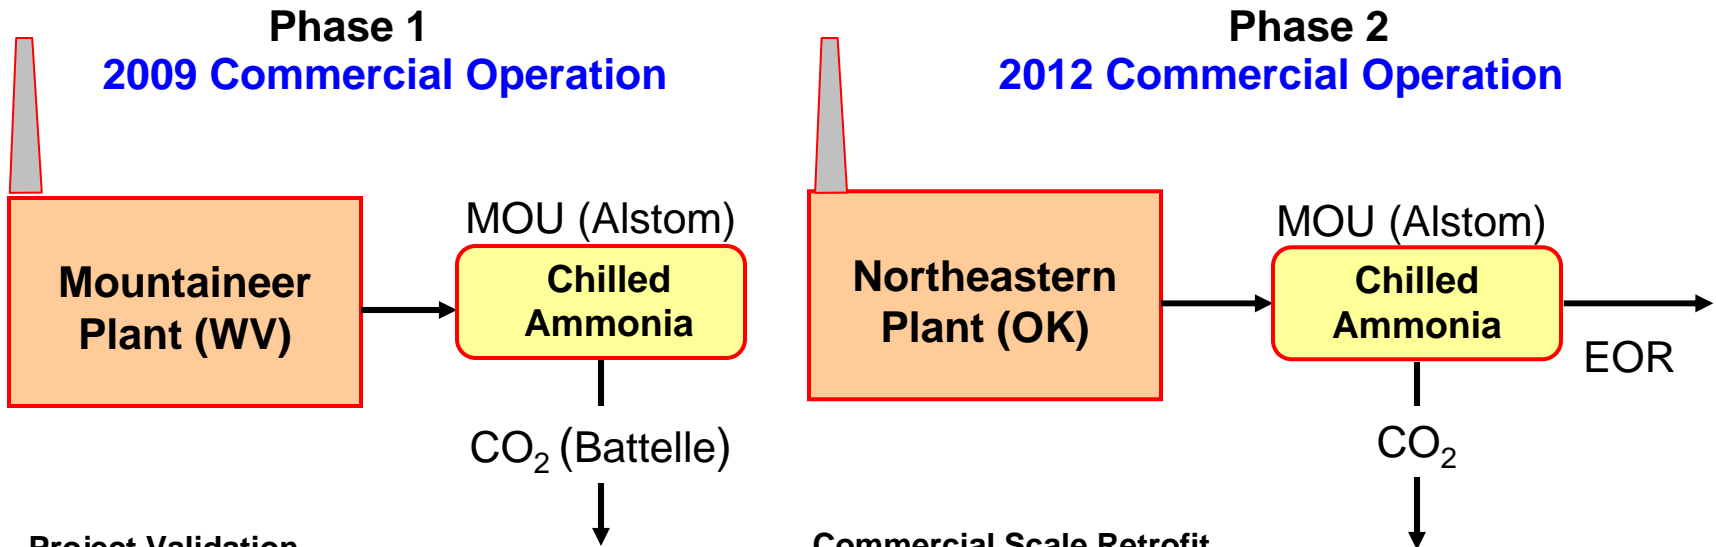 Phase 1
2009 Commercial Operation
MOU (Alstom)
Mountaineer
Plant (WV)
Chilled
Ammonia
CO₂ (Battelle)
Project Validation
Phase 2
2012 Commercial Operation
MOU (Alstom)
Northeastern
Plant (OK)
Chilled
Ammonia
EOR
CO₂
Commercial Scale Retrofit